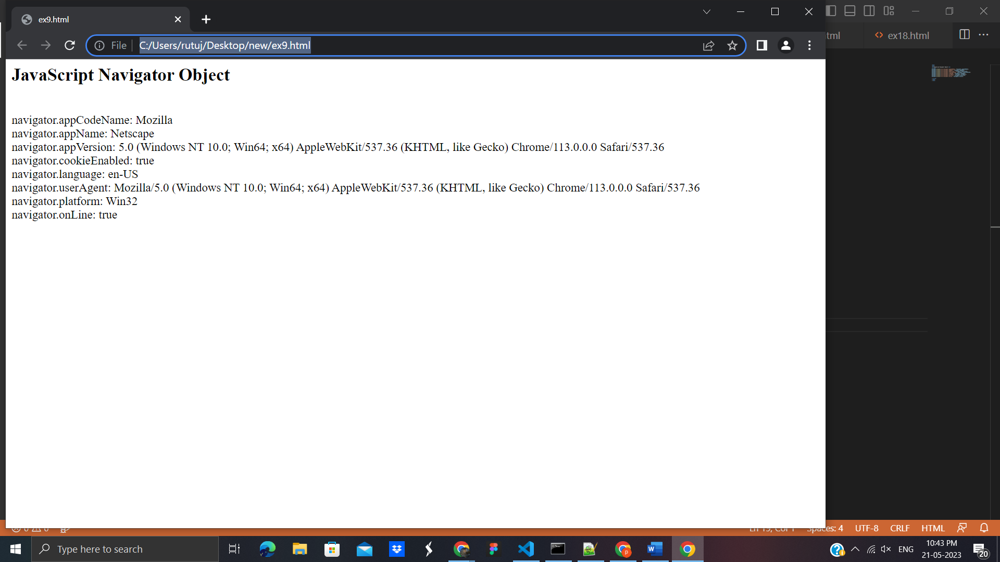 ex9.html
File
C:/Users/rutuj/Desktop/new/ex9.html
tml
ex18.html
JavaScript Navigator Object
navigator.appCodeName: Mozilla
navigator.appName: Netscape
navigator.appVersion: 5.0 (Windows NT 10.0; Win64; x64) AppleWebKit/537.36 (KHTML, like Gecko) Chrome/113.0.0.0 Safari/537.36
navigator.cookieEnabled: true
navigator.language: en-US
navigator.userAgent: Mozilla/5.0 (Windows NT 10.0; Win64; x64) AppleWebKit/537.36 (KHTML, like Gecko) Chrome/113.0.0.0 Safari/537.36
navigator.platform: Win32
navigator.onLine: true
Spaces: 4 UTF-8 CRLF HTML
Type here to search
ENG
10:43 PM
21-05-2023
20